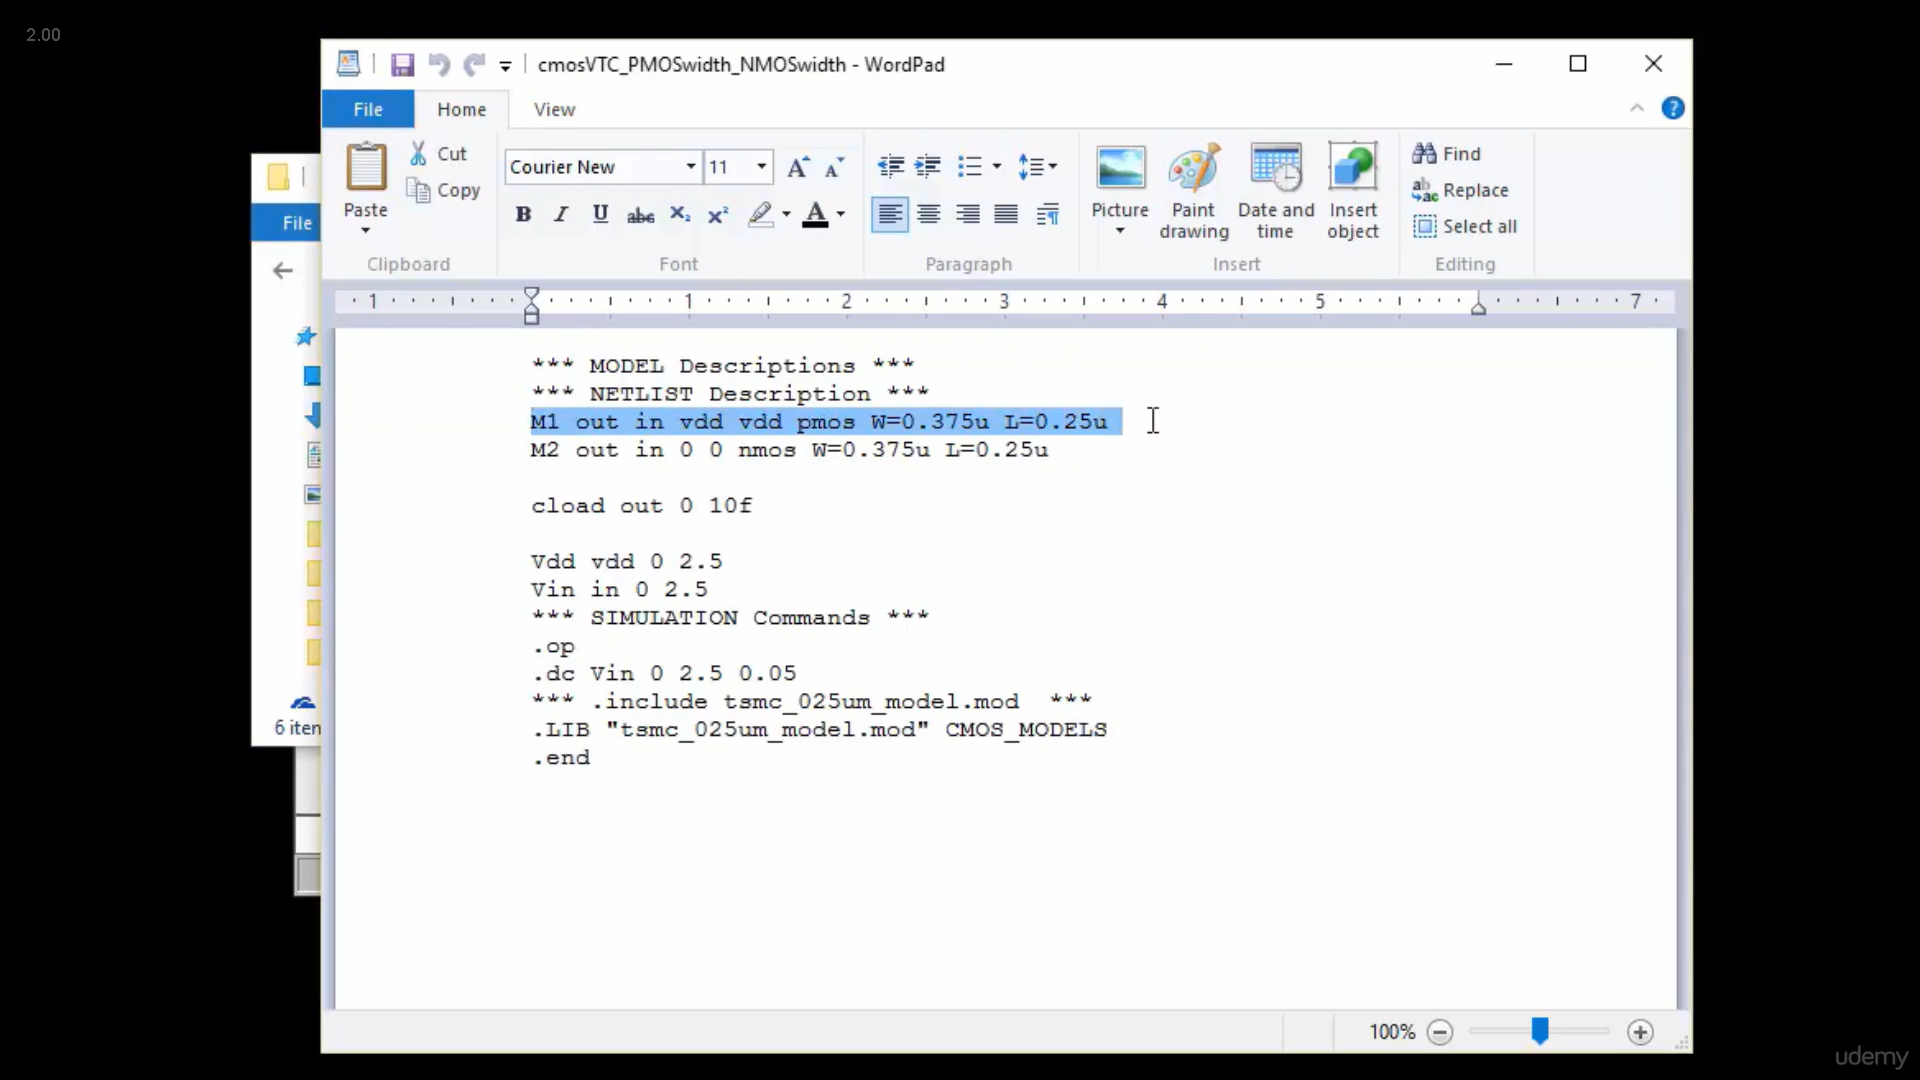 2.00
cmosVTC_PMOSwidth_NMOSwidth - WordPad
File Home View
File
Paste
Cut
Copy
Clipboard
Courier New 11
B I U abc X₂ X² A
Font
Paragraph
Picture
Paint drawing
Date and time
Insert object
Insert
Find
Replace
Select all
Editing
1 1 2 3 4 5 7
*** MODEL Descriptions ***
*** NETLIST Description ***
M1 out in vdd vdd pmos W=0.375u L=0.25u
M2 out in 0 0 nmos W=0.375u L=0.25u
cload out 0 10f
Vdd vdd 0 2.5
Vin in 0 2.5
*** SIMULATION Commands ***
.op
.dc Vin 0 2.5 0.05
*** .include tsmc_025um_model.mod ***
.LIB "tsmc_025um_model.mod" CMOS_MODELS
.end
6 iten
100%
udemy